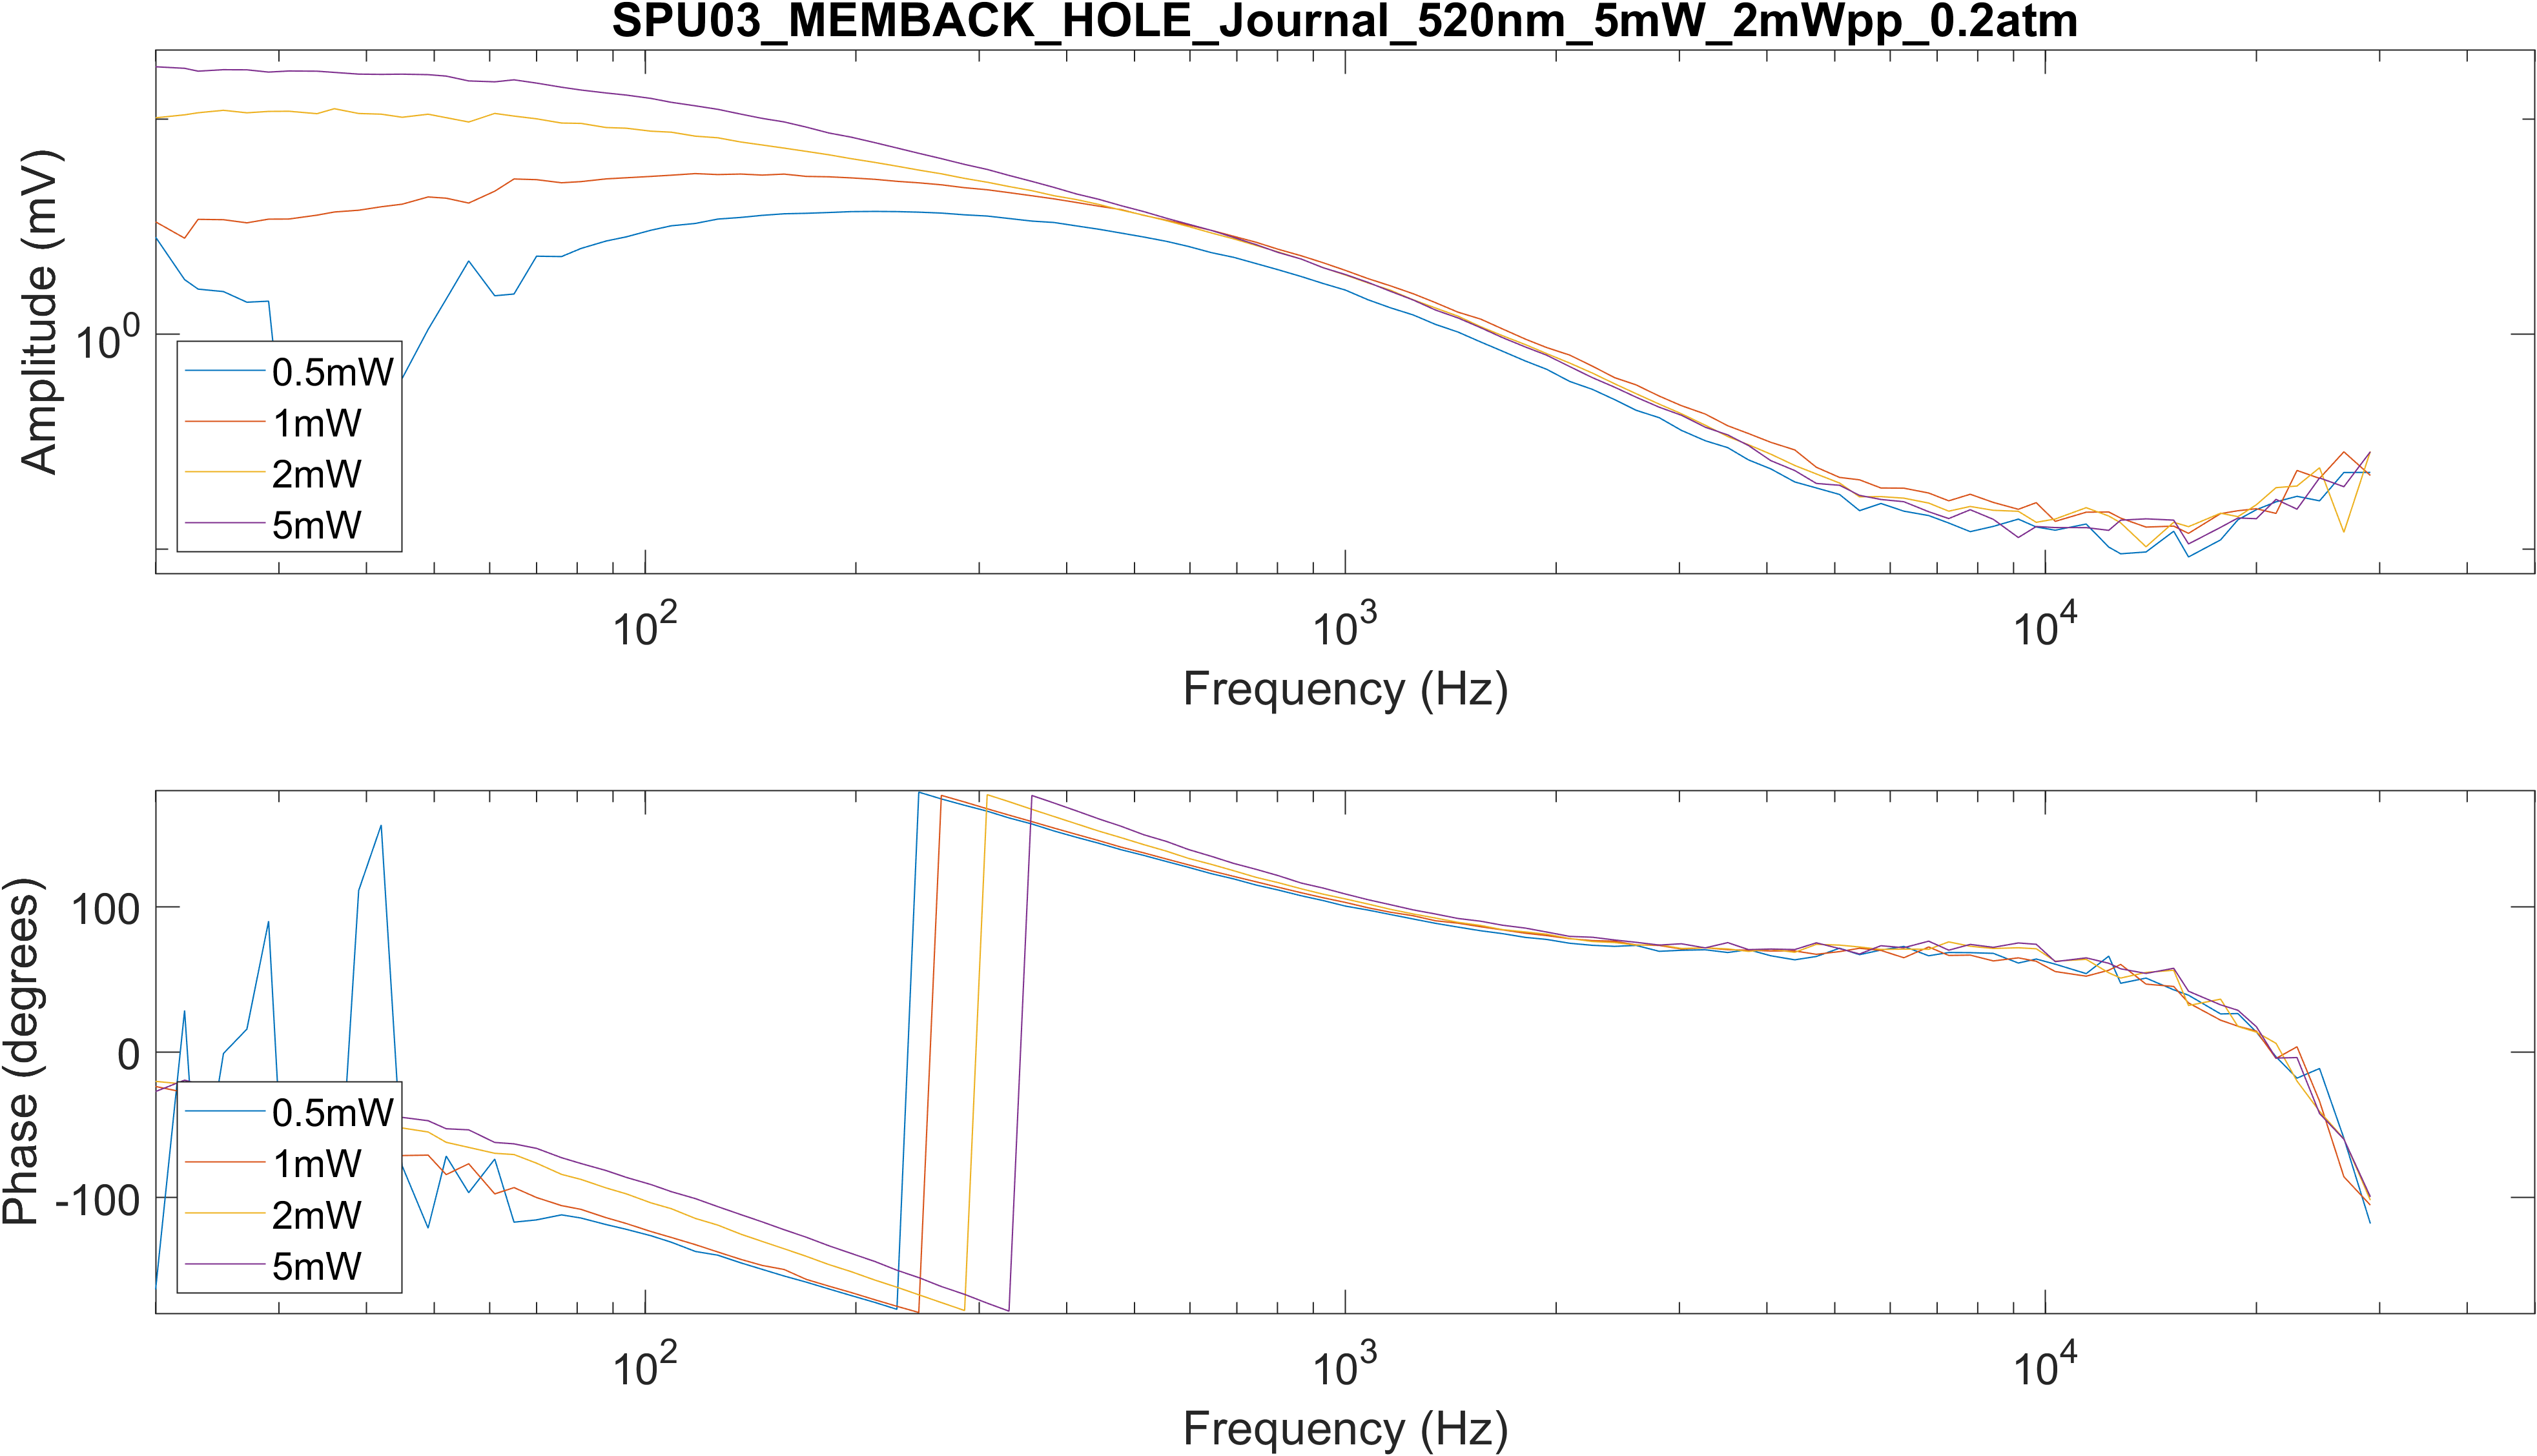 SPU03_MEMBACK_HOLE_Journal_520nm_5mW_2mWpp_0.2atm
Amplitude (mV)
10^0
0.5mW
1mW
2mW
5mW
10^2
10^3
10^4
Frequency (Hz)
Phase (degrees)
100
0
-100
0.5mW
1mW
2mW
5mW
10^2
10^3
10^4
Frequency (Hz)